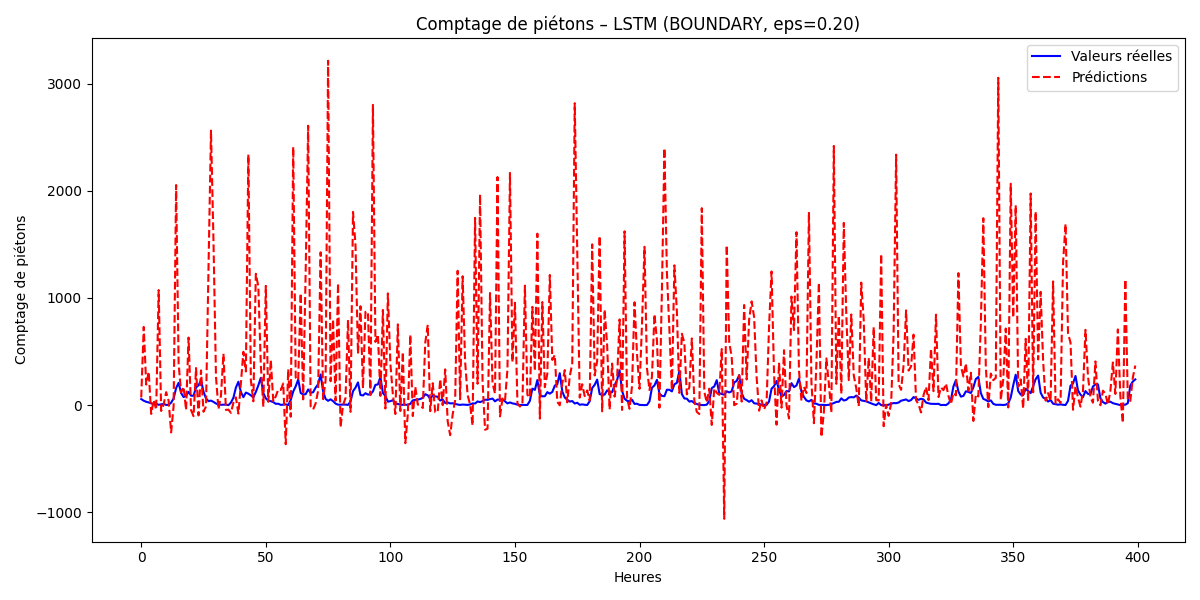 Comptage de piétons – LSTM (BOUNDARY, eps=0.20)
Valeurs réelles
Prédictions
Comptage de piétons
3000
2000
1000
0
−1000
0 50 100 150 200 250 300 350 400
Heures